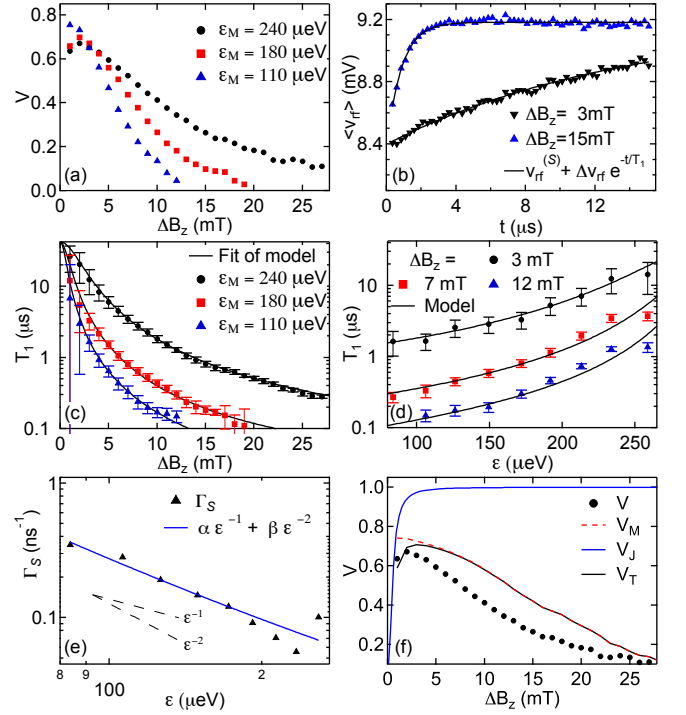 V
0.8
0.6
0.4
0.2
0.0
ε_M = 240 μeV
ε_M = 180 μeV
ε_M = 110 μeV
(a)
0 5 10 15 20 25
ΔB_z (mT)
<v_rf> (mV)
9.2
8.8
8.4
ΔB_z= 3mT
ΔB_z=15mT
v_rf^(S) + Δv_rf e^-t/T_1
(b)
0 4 8 12
t (μs)
T_1 (μs)
10
1
0.1
Fit of model
ε_M = 240 μeV
ε_M = 180 μeV
ε_M = 110 μeV
(c)
0 5 10 15 20 25
ΔB_z (mT)
T_1 (μs)
10
1
0.1
ΔB_z = 3 mT
7 mT 12 mT
Model
(d)
100 150 200 250
ε (μeV)
Γ_S (ns^-1)
0.1
Γ_S
α ε^-1 + β ε^-2
ε^-1
ε^-2
(e)
8 9 100 2
ε (μeV)
V
1.0
0.8
0.6
0.4
0.2
V
V_M
V_J
V_T
(f)
0 5 10 15 20 25
ΔB_z (mT)